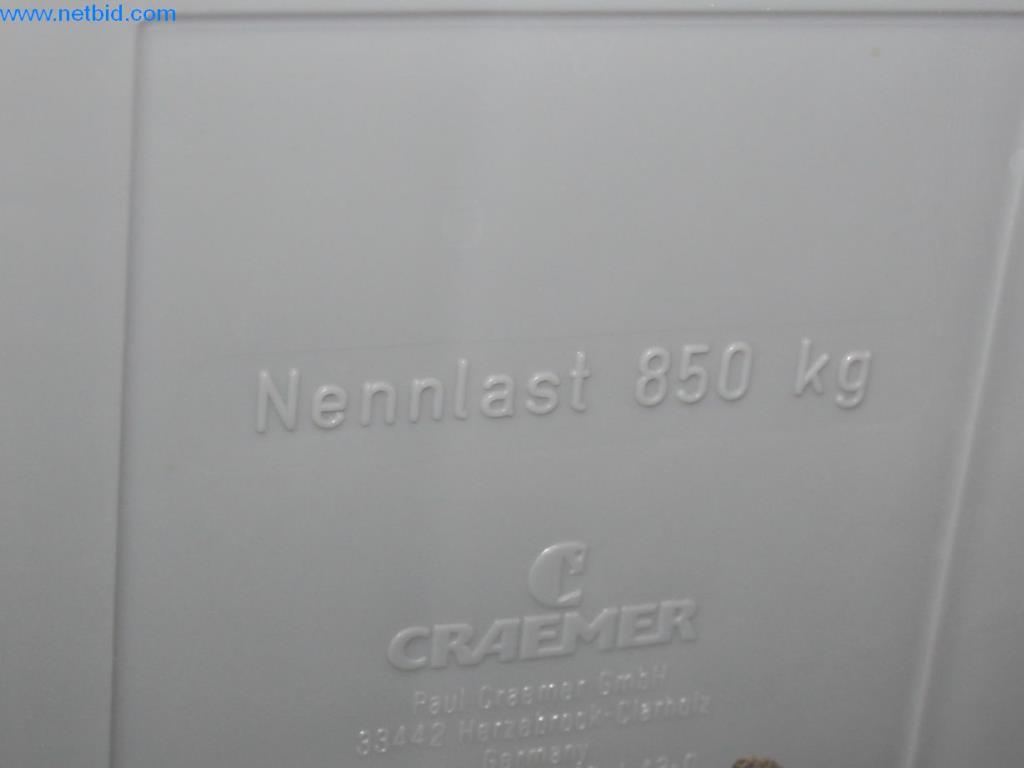 www.netbid.com
Nennlast 850 kg
CRAEMER
Paul Craemer GmbH
33442 Herzebrock-Clarholz
Germany